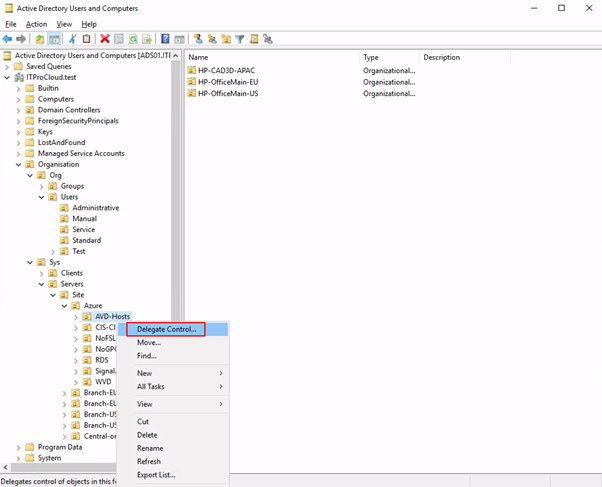 Active Directory Users and Computers
File Action View Help
Active Directory Users and Computers [ADS01.ITI
Saved Queries
ITProCloud.test
Builtin
Computers
Domain Controllers
ForeignSecurityPrincipals
Keys
LostAndFound
Managed Service Accounts
Organisation
Org
Groups
Users
Administrative
Manual
Service
Standard
Test
Sys
Clients
Servers
Site
Azure
AVD-Hosts
CIS-Cl
NoFSL
NoGPO
RDS
Signal.
WVD
Branch-EU
Branch-EU
Branch-US
Branch-US
Central-or
Program Data
System
Name Type Description
HP-CAD3D-APAC Organizational...
HP-OfficeMain-EU Organizational...
HP-OfficeMain-US Organizational...
Delegate Control...
Move...
Find...
New
All Tasks
View
Cut
Delete
Rename
Refresh
Export List...
Delegates control of objects in this fo